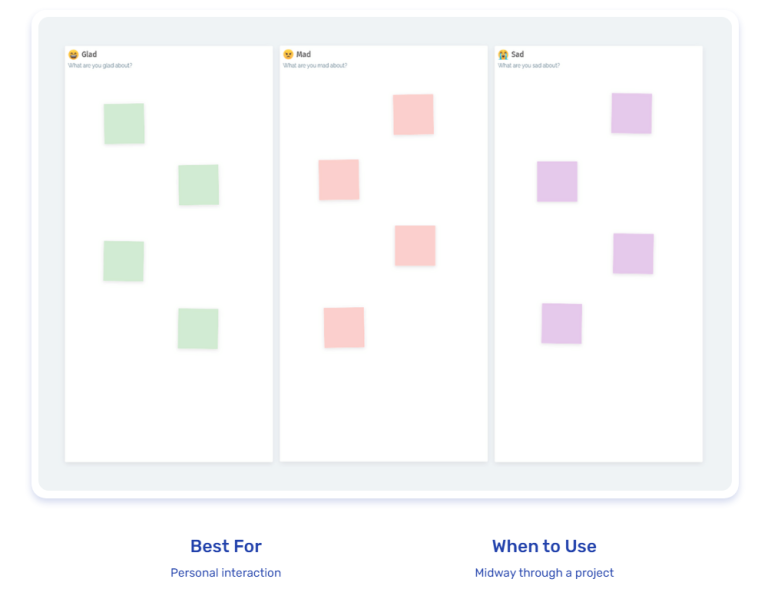 Glad
What are you glad about?
Mad
What are you mad about?
Sad
What are you sad about?
Best For
Personal interaction
When to Use
Midway through a project